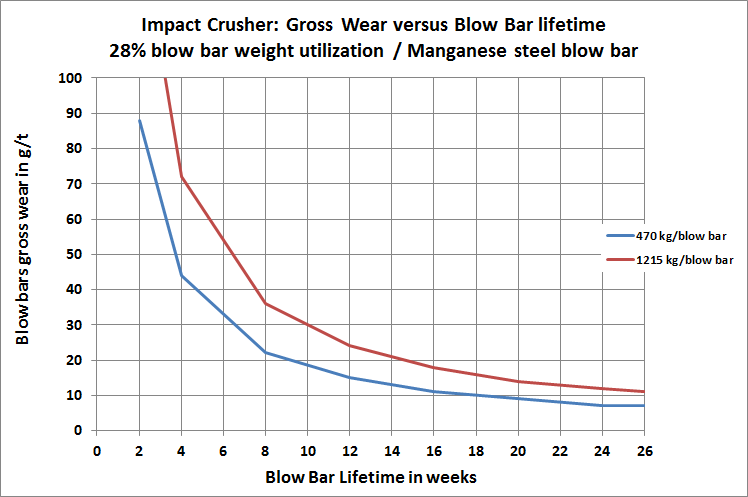 Impact Crusher: Gross Wear versus Blow Bar lifetime
28% blow bar weight utilization / Manganese steel blow bar
Blow bars gross wear in g/t
100
90
80
70
60
50
40
30
20
10
0
0 2 4 6 8 10 12 14 16 18 20 22 24 26
Blow Bar Lifetime in weeks
470 kg/blow bar
1215 kg/blow bar